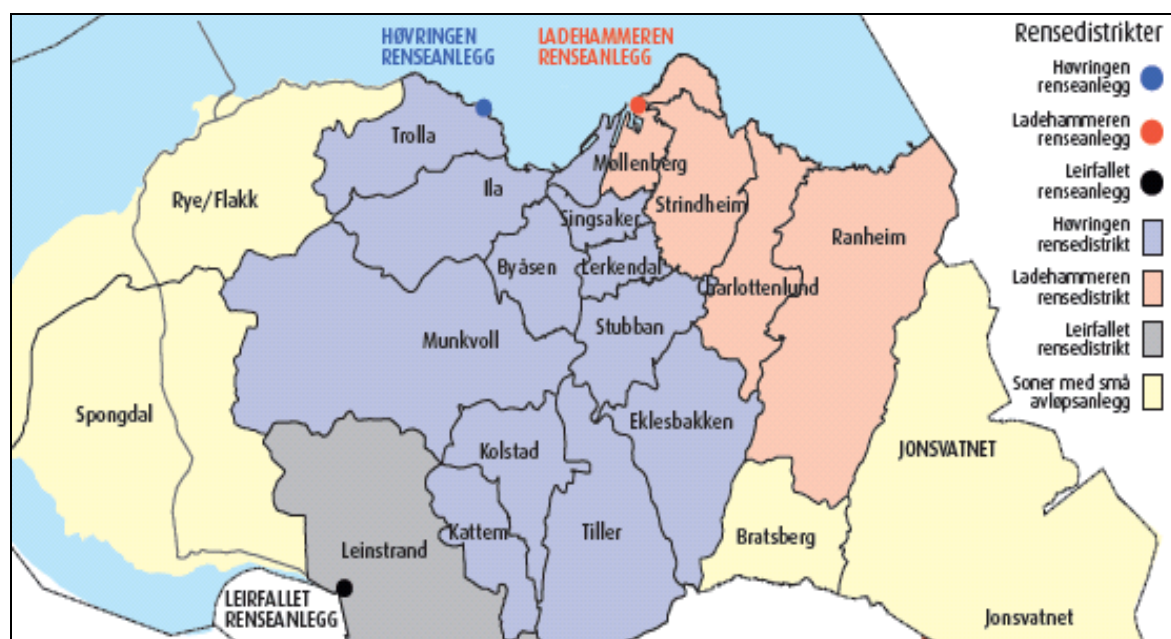 HØVRINGEN
RENSEANLEGG
LADEHAMMEREN
RENSEANLEGG
Rensedistrikter
Høvringen
renseanlegg
Ladehammeren
renseanlegg
Leirfallet
renseanlegg
Høvringen
rensedistrikt
Ladehammeren
rensedistrikt
Leirfallet
rensedistrikt
Soner med små
avløpsanlegg
Trolla
Møllenberg
Ila
Rye/Flakk
Strindheim
Singsaker
Ranheim
Byåsen
Lerkendal
Charlottenlund
Stubban
Munkvoll
Spongdal
Eklesbakken
Kolstad
JONSVATNET
Kattem
Tiller
Bratsberg
Leinstrand
LEIRFALLET
RENSEANLEGG
Jonsvatnet